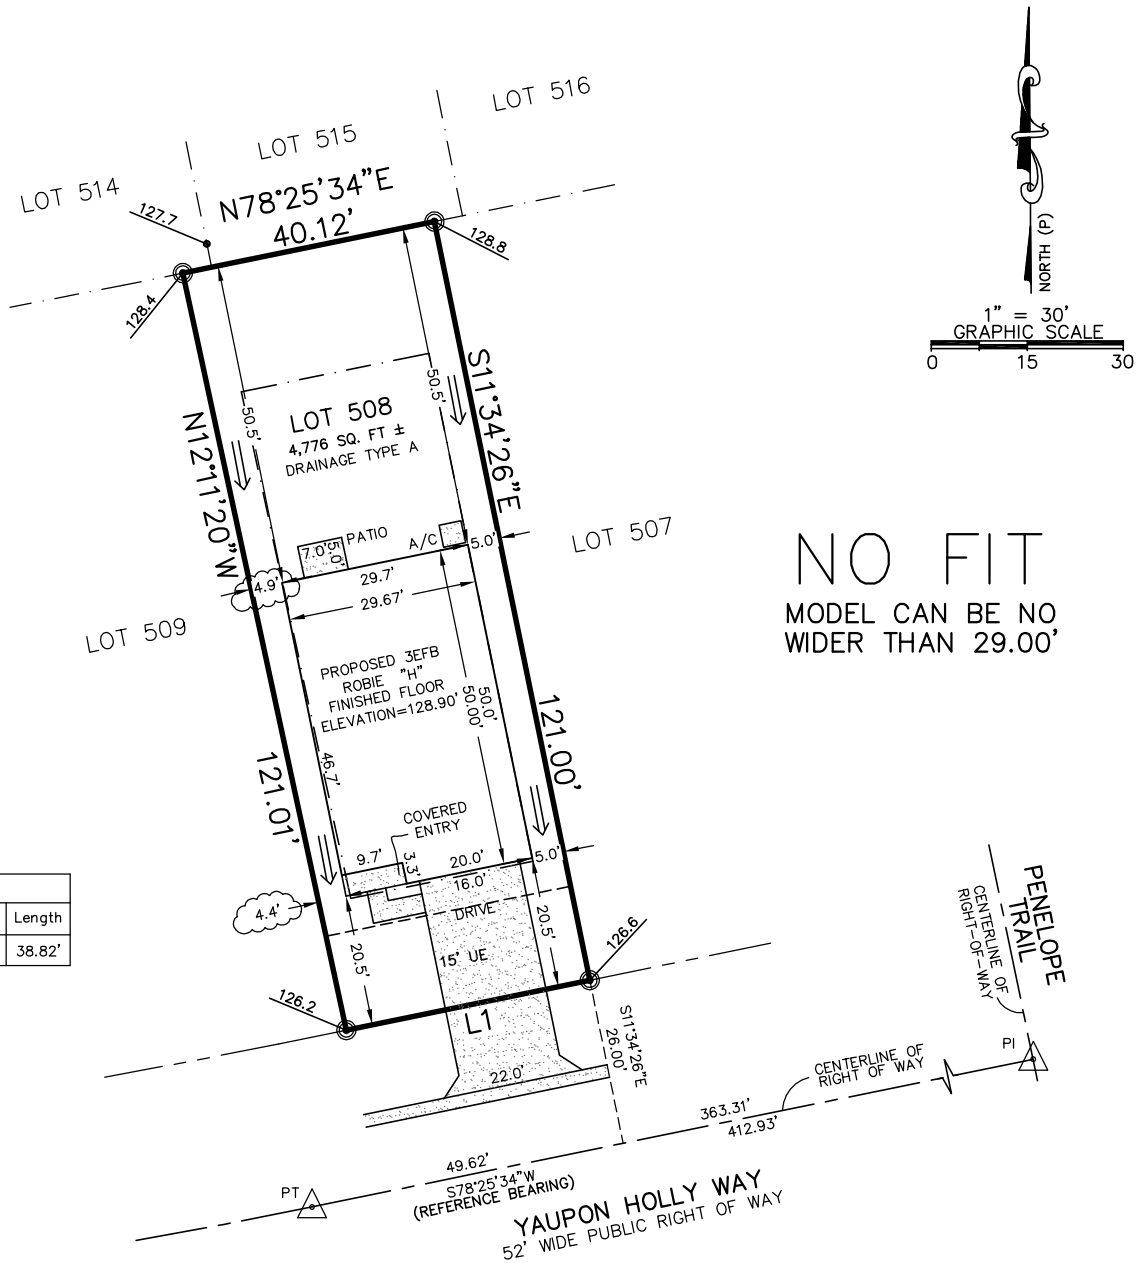 LOT 516
LOT 515
LOT 514
N78°25'34"E
40.12'
127.7
128.8
128.4
NORTH (P)
1" = 30'
GRAPHIC SCALE
0 15 30
50.5'
50.5'
S11°34'26"E
N12°11'20"W
LOT 508
4,776 SQ. FT ±
DRAINAGE TYPE A
7.0'
5.0'
PATIO
A/C
5.0'
LOT 507
4.9'
29.7'
29.67'
NO FIT
MODEL CAN BE NO
WIDER THAN 29.00'
LOT 509
PROPOSED 3EFB
ROBIE "H"
FINISHED FLOOR
ELEVATION=128.90'
50.0'
50.00'
121.00'
121.01'
46.7'
COVERED
ENTRY
9.7'
3.3'
20.0'
16.0'
5.0'
Length
38.82'
4.4'
DRIVE
20.5'
20.5'
15' UE
126.6
126.2
L1
PENELOPE
TRAIL
CENTERLINE OF
RIGHT-OF-WAY
S11°34'26"E
26.00'
22.0'
CENTERLINE OF
RIGHT OF WAY
PI
363.31'
412.93'
49.62'
S78°25'34"W
(REFERENCE BEARING)
PT
YAUPON HOLLY WAY
52' WIDE PUBLIC RIGHT OF WAY